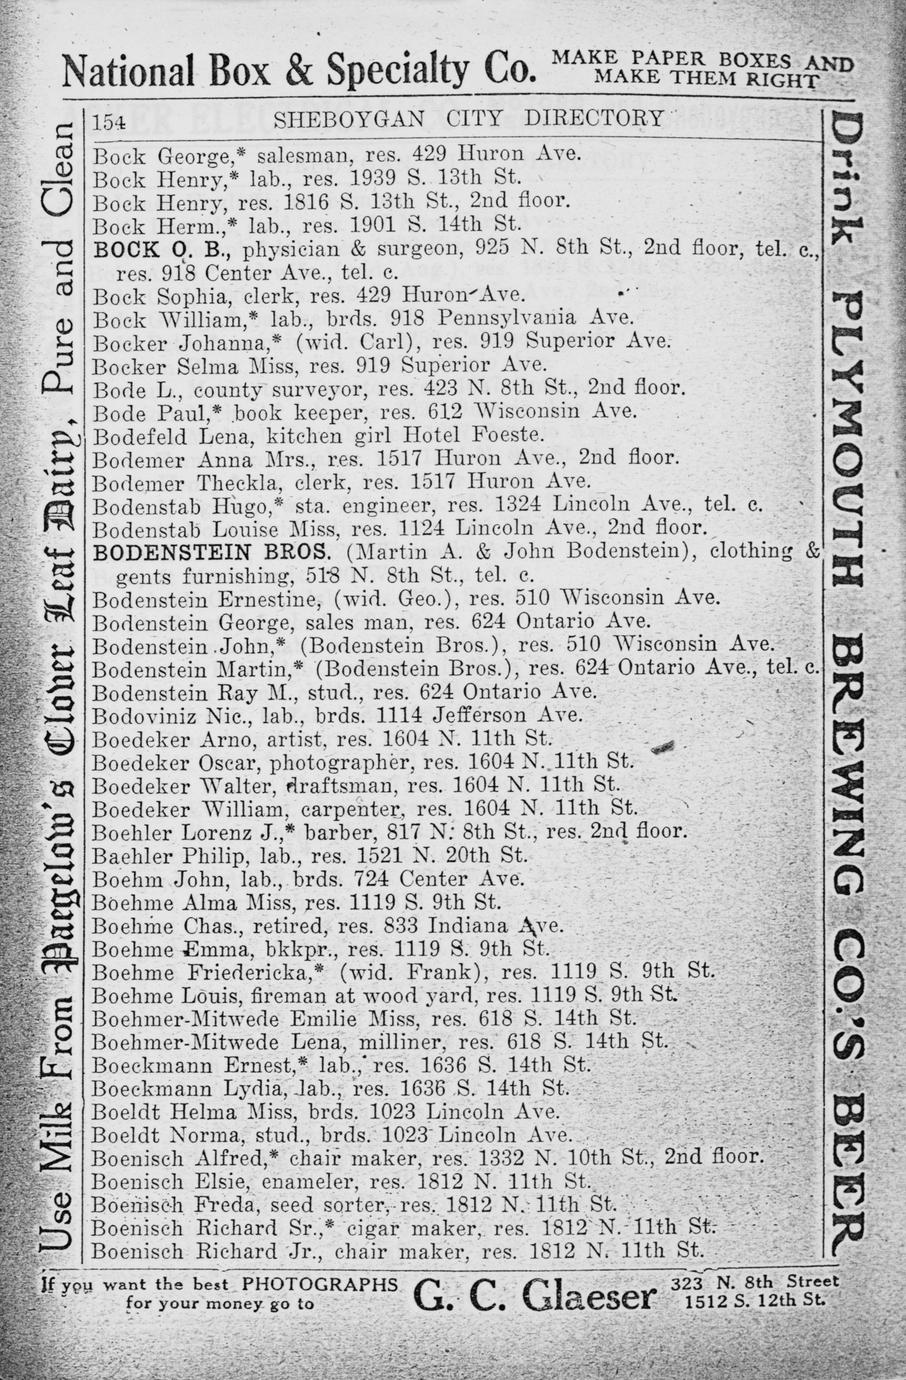 National Box & Specialty Co. MAKE PAPER BOXES AND
MAKE THEM RIGHT
154 SHEBOYGAN CITY DIRECTORY
Bock George,* salesman, res. 429 Huron Ave.
Bock Henry,* lab., res. 1939 S. 13th St.
Bock Henry, res. 1816 S. 13th St., 2nd floor.
Bock Herm.,* lab., res. 1901 S. 14th St.
BOCK O. B., physician & surgeon, 925 N. 8th St., 2nd floor, tel. c.,
res. 918 Center Ave., tel. c.
Bock Sophia, clerk, res. 429 Huron Ave.
Bock William,* lab., brds. 918 Pennsylvania Ave.
Bocker Johanna,* (wid. Carl), res. 919 Superior Ave.
Bocker Selma Miss, res. 919 Superior Ave.
Bode L., county surveyor, res. 423 N. 8th St., 2nd floor.
Bode Paul,* book keeper, res. 612 Wisconsin Ave.
Bodefeld Lena, kitchen girl Hotel Foeste.
Bodemer Anna Mrs., res. 1517 Huron Ave., 2nd floor.
Bodemer Theckla, clerk, res. 1517 Huron Ave.
Bodenstab Hugo,* sta. engineer, res. 1324 Lincoln Ave., tel. c.
Bodenstab Louise Miss, res. 1124 Lincoln Ave., 2nd floor.
BODENSTEIN BROS. (Martin A. & John Bodenstein), clothing &
gents furnishing, 518 N. 8th St., tel. c.
Bodenstein Ernestine, (wid. Geo.), res. 510 Wisconsin Ave.
Bodenstein George, sales man, res. 624 Ontario Ave.
Bodenstein John,* (Bodenstein Bros.), res. 510 Wisconsin Ave.
Bodenstein Martin,* (Bodenstein Bros.), res. 624 Ontario Ave., tel. c.
Bodenstein Ray M., stud., res. 624 Ontario Ave.
Bodoviniz Nic., lab., brds. 1114 Jefferson Ave.
Boedeker Arno, artist, res. 1604 N. 11th St.
Boedeker Oscar, photographer, res. 1604 N. 11th St.
Boedeker Walter, draftsman, res. 1604 N. 11th St.
Boedeker William, carpenter, res. 1604 N. 11th St.
Boehler Lorenz J.,* barber, 817 N. 8th St., res. 2nd floor.
Baehler Philip, lab., res. 1521 N. 20th St.
Boehm John, lab., brds. 724 Center Ave.
Boehme Alma Miss, res. 1119 S. 9th St.
Boehme Chas., retired, res. 833 Indiana Ave.
Boehme Emma, bkkpr., res. 1119 S. 9th St.
Boehme Friedericka,* (wid. Frank), res. 1119 S. 9th St.
Boehme Louis, fireman at wood yard, res. 1119 S. 9th St.
Boehmer-Mitwede Emilie Miss, res. 618 S. 14th St.
Boehmer-Mitwede Lena, milliner, res. 618 S. 14th St.
Boeckmann Ernest,* lab., res. 1636 S. 14th St.
Boeckmann Lydia, lab., res. 1636 S. 14th St.
Boeldt Helma Miss, brds. 1023 Lincoln Ave.
Boeldt Norma, stud., brds. 1023 Lincoln Ave.
Boenisch Alfred,* chair maker, res. 1332 N. 10th St., 2nd floor.
Boenisch Elsie, enameler, res. 1812 N. 11th St.
Boenisch Freda, seed sorter, res. 1812 N. 11th St.
Boenisch Richard Sr.,* cigar maker, res. 1812 N. 11th St.
Boenisch Richard Jr., chair maker, res. 1812 N. 11th St.
Use Milk From Paegelow's Clover Leaf Dairy, Pure and Clean
Drink PLYMOUTH BREWING CO.'S BEER
If you want the best PHOTOGRAPHS
for your money go to
G. C. Glaeser
323 N. 8th Street
1512 S. 12th St.